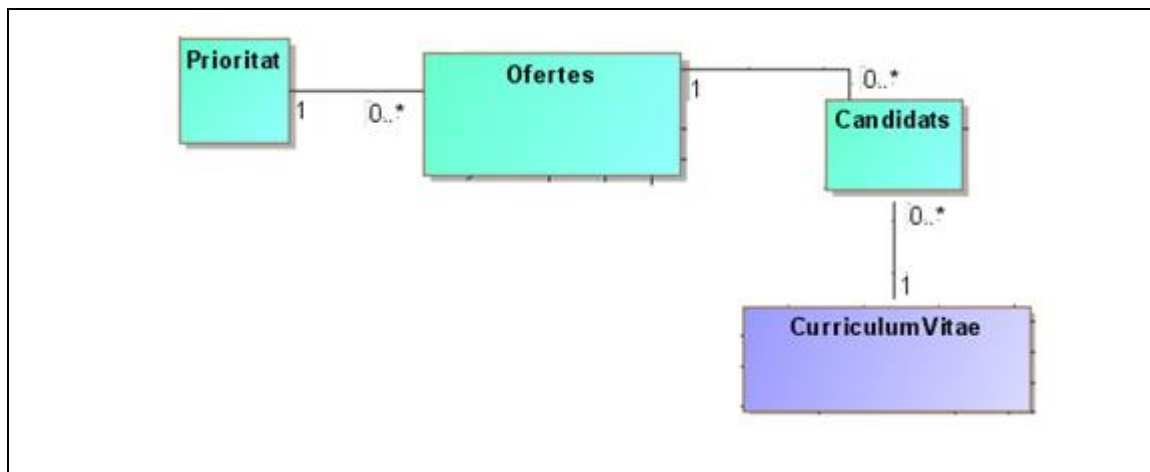 Prioritat
1
0..*
Ofertes
1
0..*
Candidats
0..*
1
CurriculumVitae